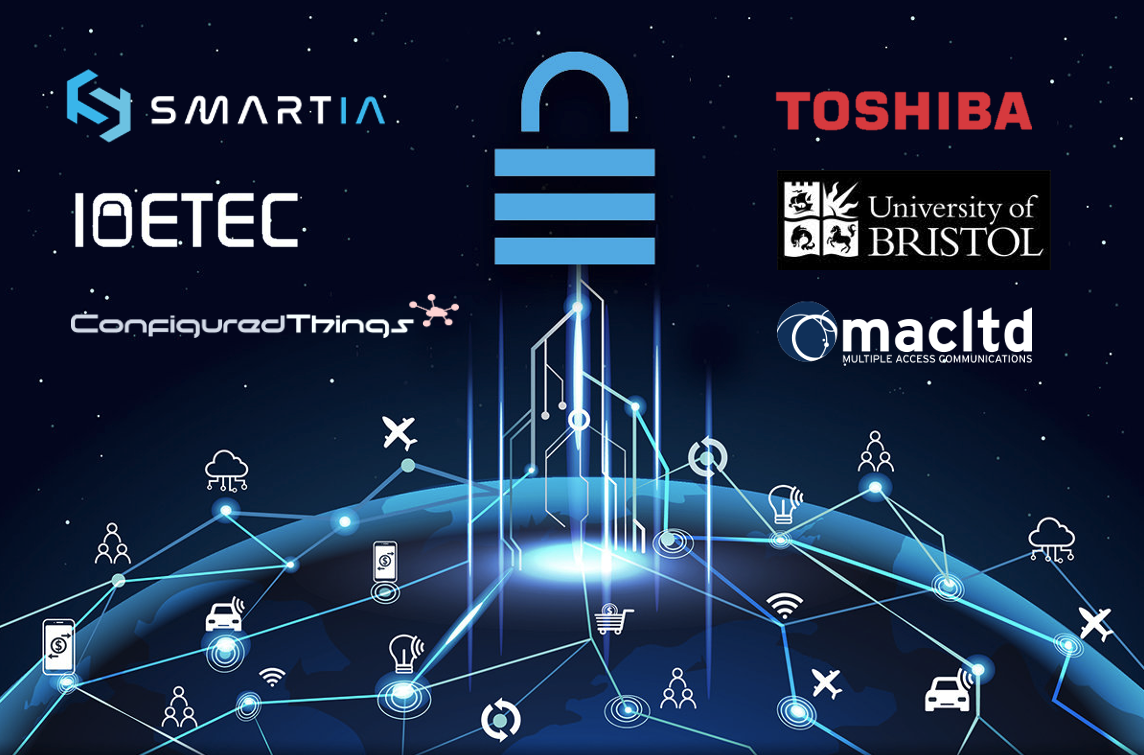 SMARTIA
IOETEC
ConfiguredThings
TOSHIBA
University of
BRISTOL
macltd
MULTIPLE ACCESS COMMUNICATIONS
$
$
$